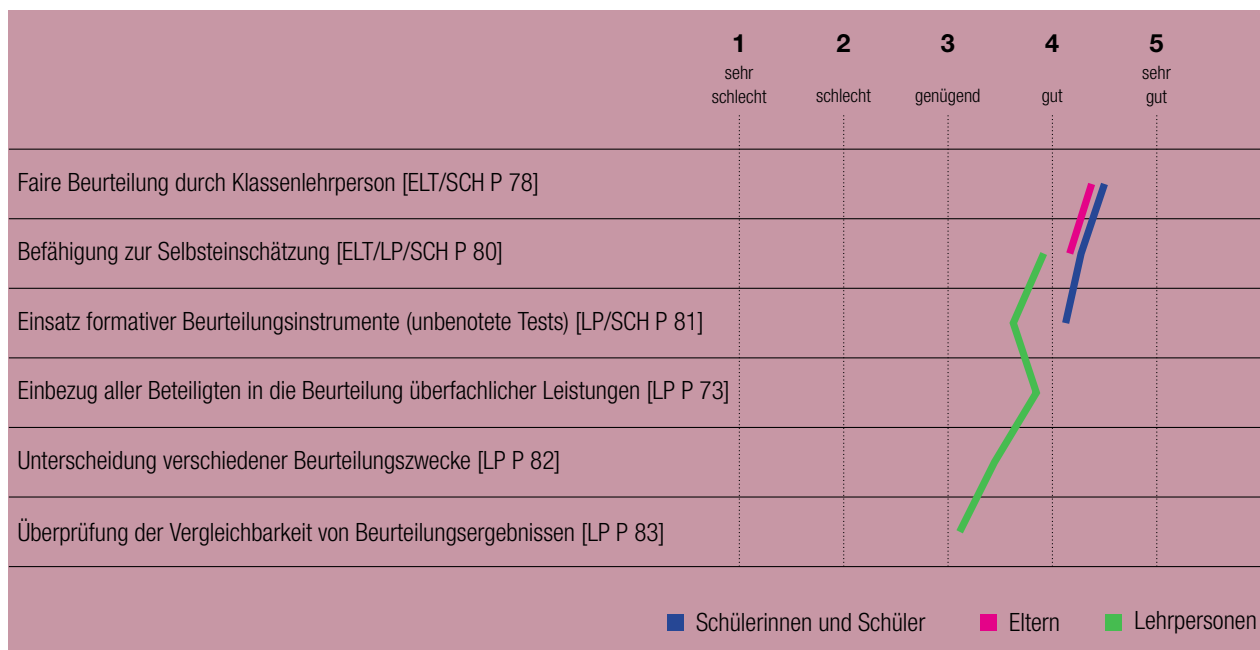 1 2 3 4 5
sehr schlecht schlecht genügend gut sehr gut
Faire Beurteilung durch Klassenlehrperson [ELT/SCH P 78]
Befähigung zur Selbsteinschätzung [ELT/LP/SCH P 80]
Einsatz formativer Beurteilungsinstrumente (unbenotete Tests) [LP/SCH P 81]
Einbezug aller Beteiligten in die Beurteilung überfachlicher Leistungen [LP P 73]
Unterscheidung verschiedener Beurteilungszwecke [LP P 82]
Überprüfung der Vergleichbarkeit von Beurteilungsergebnissen [LP P 83]
Schülerinnen und Schüler Eltern Lehrpersonen